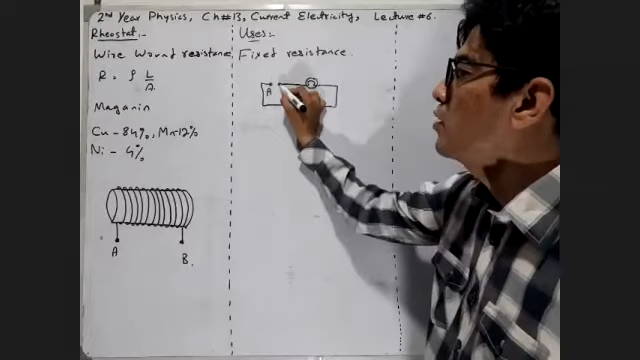 2nd Year Physics, Ch#13, Current Electricity, Lecture #6.
Rheostat:-
Wire Wound resistance
R = ρ L/A
Maganin
Cu - 84%, Mn-12%
Ni - 4%
A
B
Uses:-
Fixed resistance.
A